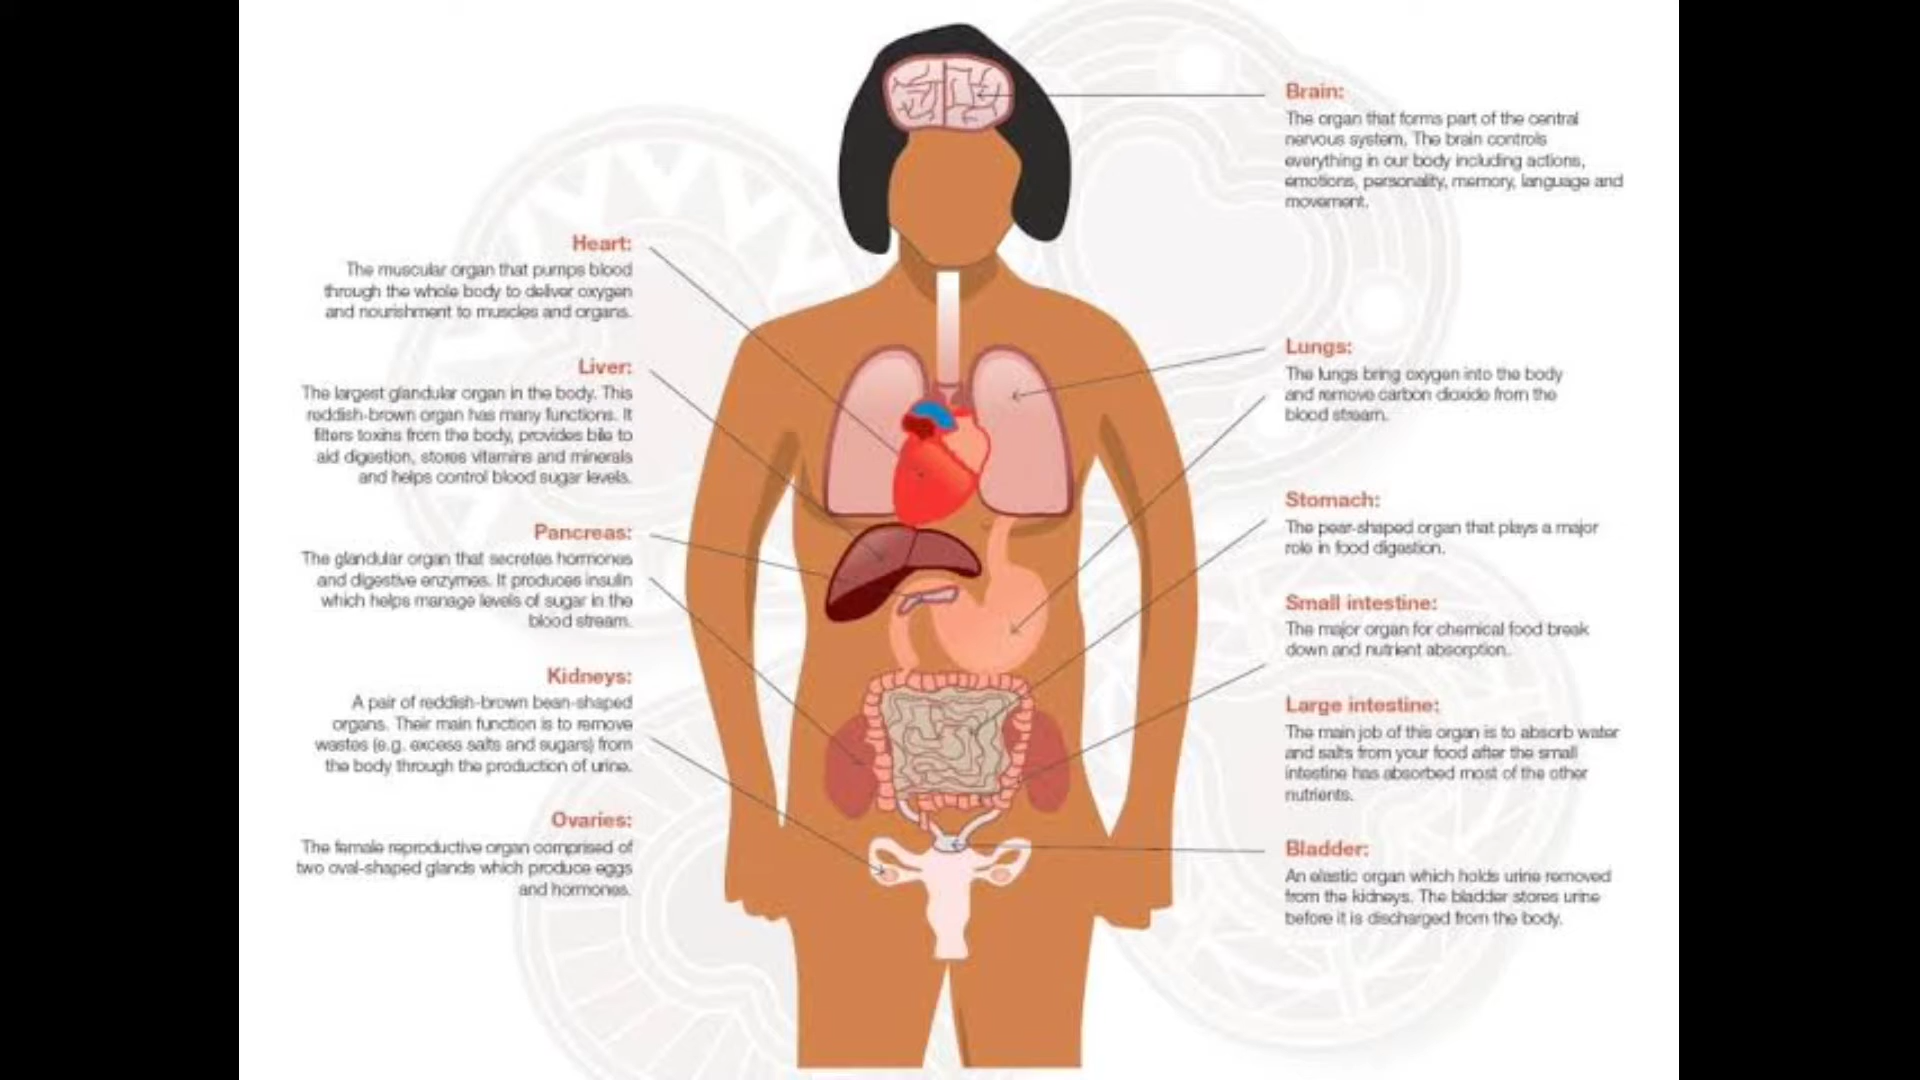 Brain:
The organ that forms part of the central
nervous system. The brain controls
everything in our body including actions,
emotions, personality, memory, language and
movement.
Heart:
The muscular organ that pumps blood
through the whole body to deliver oxygen
and nourishment to muscles and organs.
Liver:
The largest glandular organ in the body. This
reddish-brown organ has many functions. It
filters toxins from the body, provides bile to
aid digestion, stores vitamins and minerals
and helps control blood sugar levels.
Pancreas:
The glandular organ that secretes hormones
and digestive enzymes. It produces insulin
which helps manage levels of sugar in the
blood stream.
Kidneys:
A pair of reddish-brown bean-shaped
organs. Their main function is to remove
wastes (e.g. excess salts and sugars) from
the body through the production of urine.
Ovaries:
The female reproductive organ comprised of
two oval-shaped glands which produce eggs
and hormones.
Lungs:
The lungs bring oxygen into the body
and remove carbon dioxide from the
blood stream.
Stomach:
The pear-shaped organ that plays a major
role in food digestion.
Small intestine:
The major organ for chemical food break
down and nutrient absorption.
Large intestine:
The main job of this organ is to absorb water
and salts from your food after the small
intestine has absorbed most of the other
nutrients.
Bladder:
An elastic organ which holds urine removed
from the kidneys. The bladder stores urine
before it is discharged from the body.